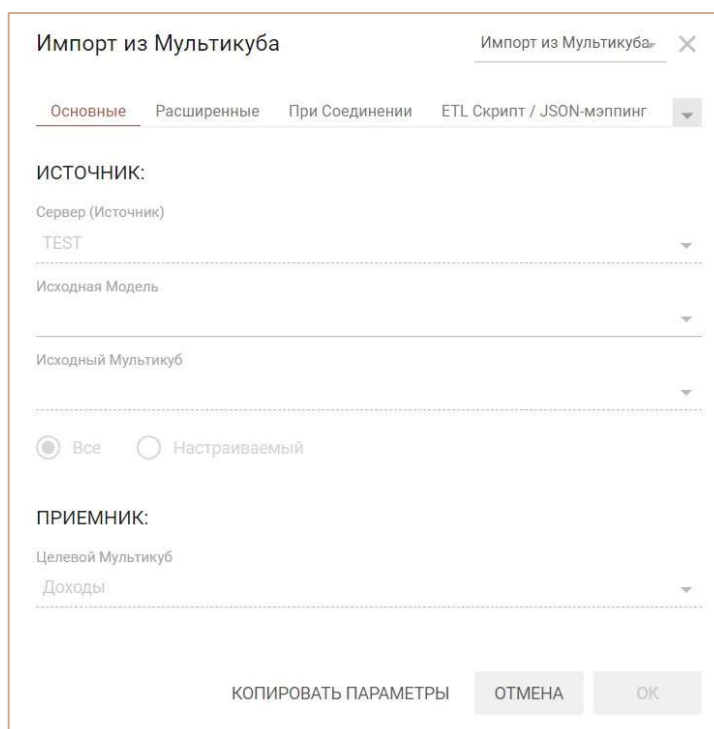 Импорт из Мультикуба
Импорт из Мультикуба
Основные
Расширенные
При Соединении
ETL Скрипт / JSON-мэппинг
ИСТОЧНИК:
Сервер (Источник)
TEST
Исходная Модель
Исходный Мультикуб
Все
Настраиваемый
ПРИЕМНИК:
Целевой Мультикуб
Доходы
КОПИРОВАТЬ ПАРАМЕТРЫ
ОТМЕНА
ОК